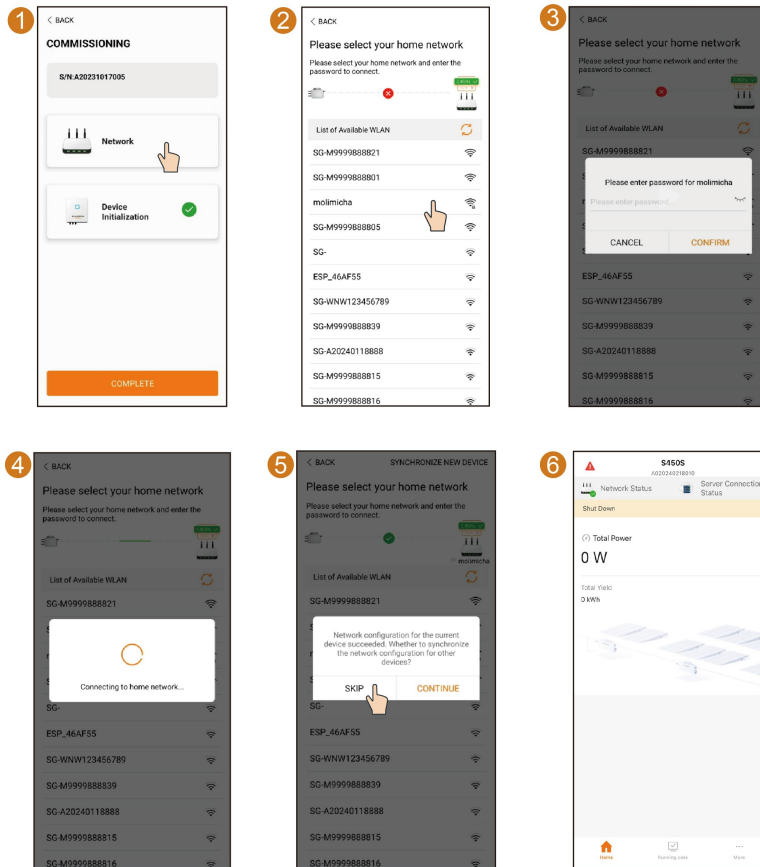 1
< BACK
COMMISSIONING
S/N:A20231017005
Network
Device
Initialization
COMPLETE
2
< BACK
Please select your home network
Please select your home network and enter the
password to connect.
List of Available WLAN
SG-M9999888821
SG-M9999888801
molimicha
SG-M9999888805
SG-
ESP_46AF55
SG-WNW123456789
SG-M9999888839
SG-A20240118888
SG-M9999888815
SG-M9999888816
3
< BACK
Please select your home network
Please select your home network and enter the
password to connect.
List of Available WLAN
SG-M9999888821
Please enter password for molimicha
Please enter password...
CANCEL
CONFIRM
ESP_46AF55
SG-WNW123456789
SG-M9999888839
SG-A20240118888
SG-M9999888815
SG-M9999888816
4
< BACK
Please select your home network
Please select your home network and enter the
password to connect.
List of Available WLAN
SG-M9999888821
Connecting to home network...
SG-
ESP_46AF55
SG-WNW123456789
SG-M9999888839
SG-A20240118888
SG-M9999888815
SG-M9999888816
5
< BACK SYNCHRONIZE NEW DEVICE
Please select your home network
Please select your home network and enter the
password to connect.
molimicha
List of Available WLAN
SG-M9999888821
Network configuration for the current
device succeeded. Whether to synchronize
the network configuration for other
devices?
SKIP
CONTINUE
SG-
ESP_46AF55
SG-WNW123456789
SG-M9999888839
SG-A20240118888
SG-M9999888815
SG-M9999888816
6
S450S
A020240218010
Network Status
Server Connection
Status
Shut Down
Total Power
0 W
Total Yield
0 kWh
Home
Running data
More